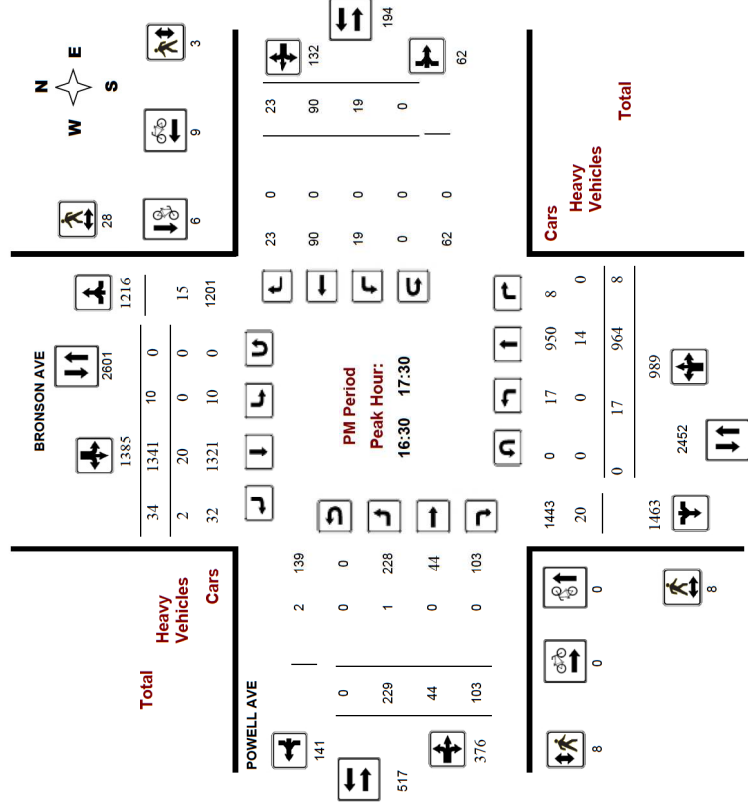 N
W E
S
3
9
6
28
BRONSON AVE
1385
2601
1216
34 1341 10 0
2 20 0 0 15
32 1321 10 0 1201
Total
Heavy
Vehicles
Cars
194
132
62
23 0 23
90 0 90
19 0 19
0 0 0
62 0
PM Period
Peak Hour:
16:30 17:30
POWELL AVE
141
517
376
2 139
0 0 0
229 1 228
44 0 44
103 0 103
Cars
Heavy
Vehicles
Total
1443 0 17 950 8
20 0 0 14 0
0 17 964 8
1463
2452
989
0
0
8
8